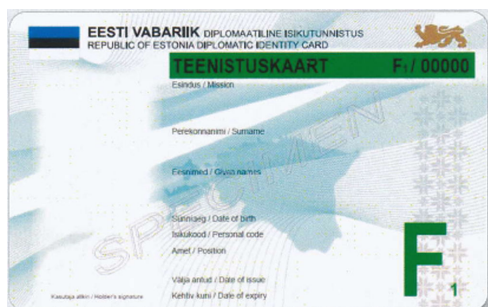 EESTI VABARIIK DIPLOMAATILINE ISIKUTUNNISTUS
REPUBLIC OF ESTONIA DIPLOMATIC IDENTITY CARD
TEENISTUSKAART F1/ 00000
Esindus / Mission
Perekonnanimi / Surname
Eesnimed / Given names
SPECIMEN
Sünniaeg / Date of birth
Isikukood / Personal code
Amet / Position
F 1
Välja antud / Date of issue
Kasutaja allkiri / Holder's signature
Kehtiv kuni / Date of expiry